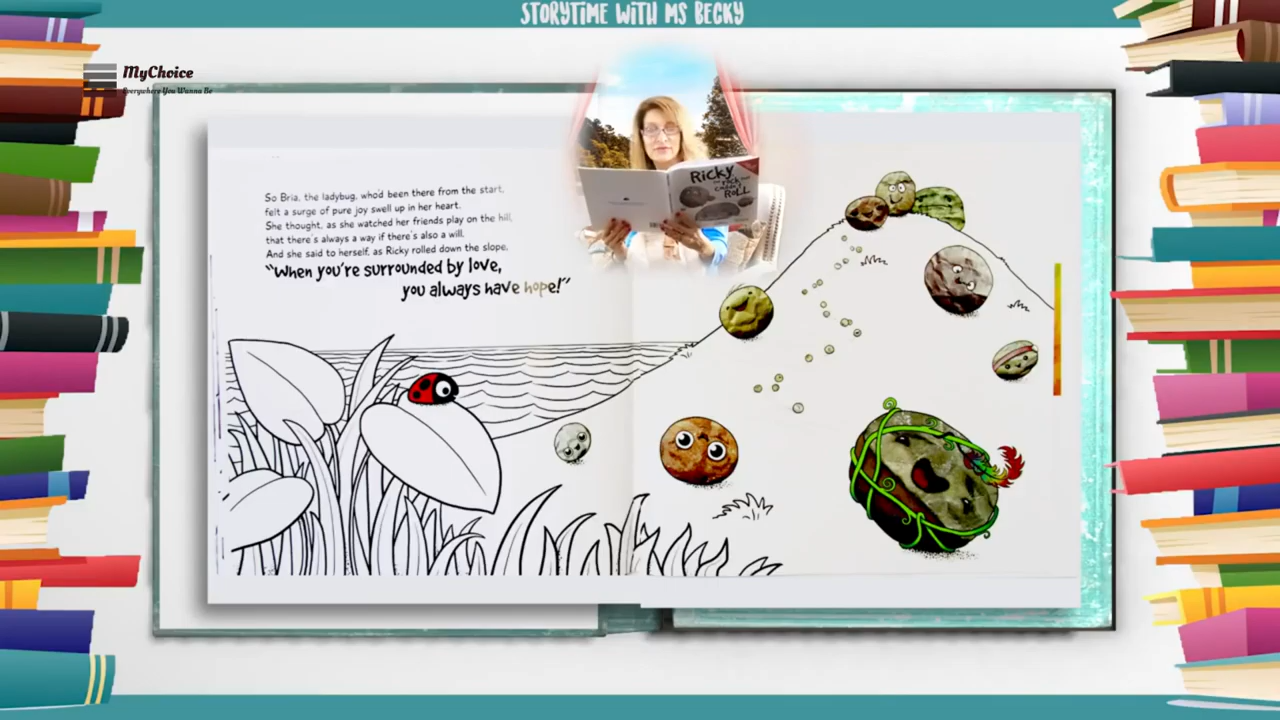 STORYTIME WITH MS BECKY
MyChoice
Everywhere You Wanna Be
So Bria, the ladybug, who'd been there from the start,
felt a surge of pure joy swell up in her heart.
She thought, as she watched her friends play on the hill,
that there's always a way if there's also a will.
And she said to herself, as Ricky rolled down the slope,
"When you're surrounded by love,
you always have hope!"
Ricky
Rock
ROLL